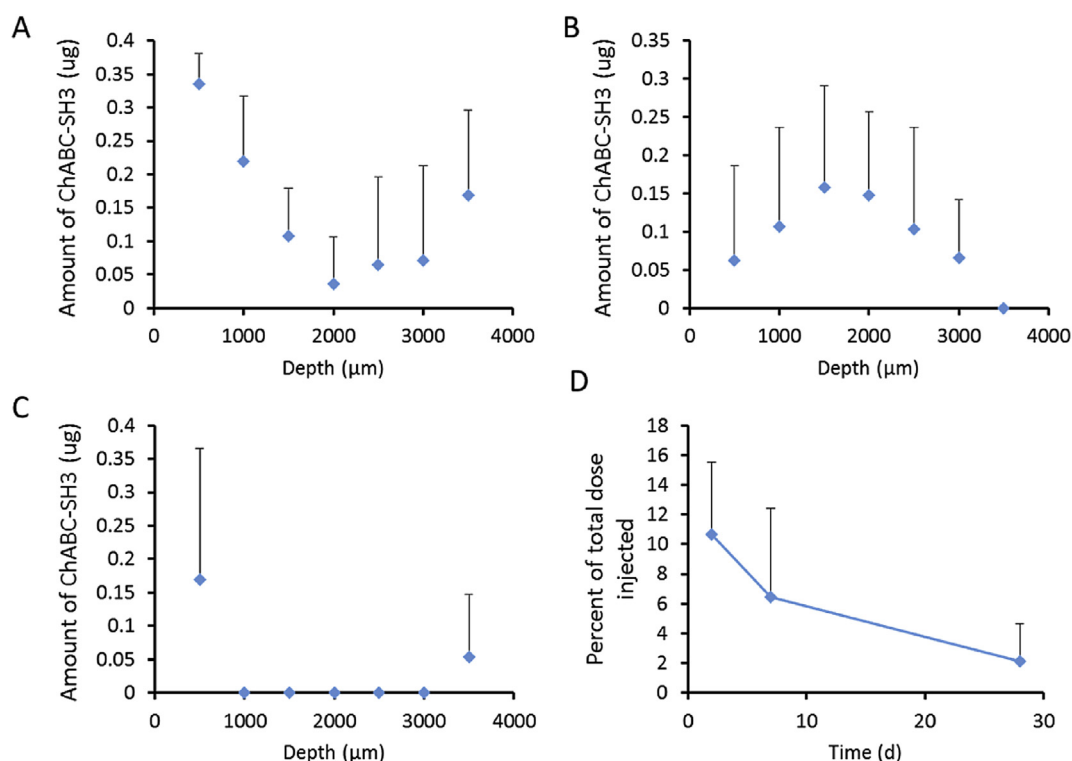 A
Amount of ChABC-SH3 (ug)
0.4
0.35
0.3
0.25
0.2
0.15
0.1
0.05
0
0 1000 2000 3000 4000
Depth (μm)
B
Amount of ChABC-SH3 (ug)
0.35
0.3
0.25
0.2
0.15
0.1
0.05
0
0 1000 2000 3000 4000
Depth (μm)
C
Amount of ChABC-SH3 (ug)
0.4
0.35
0.3
0.25
0.2
0.15
0.1
0.05
0
0 1000 2000 3000 4000
Depth (μm)
D
Percent of total dose
injected
18
16
14
12
10
8
6
4
2
0
0 10 20 30
Time (d)